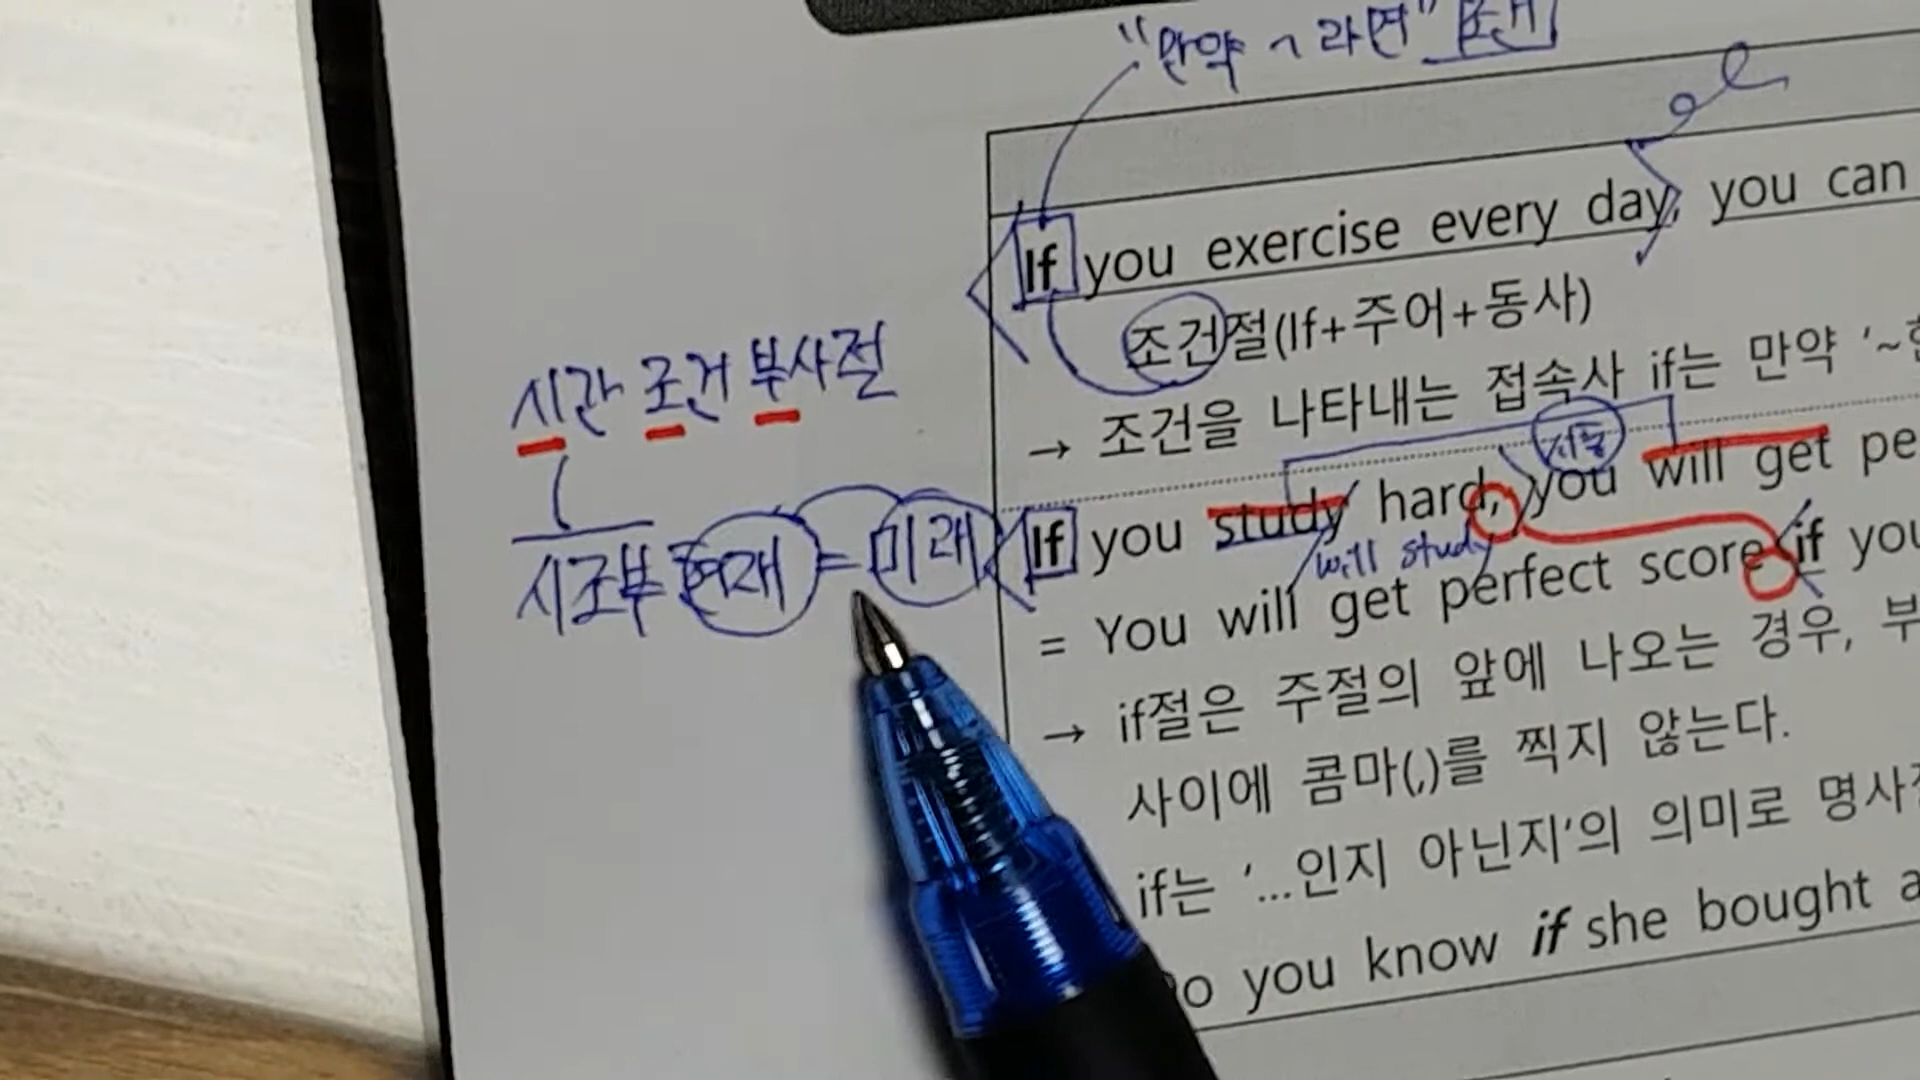 "만약 ~ 라면" 조건
If you exercise every day, you can
조건절(If+주어+동사)
→ 조건을 나타내는 접속사 if는 만약 '~
시간 조건 부사절
시조부 현재 = 미래
시제
If you study hard, you will get pe
will study
= You will get perfect score if you
→ if절은 주절의 앞에 나오는 경우, 부
사이에 콤마(,)를 찍지 않는다.
if는 '...인지 아닌지'의 의미로 명사
you know if she bought a